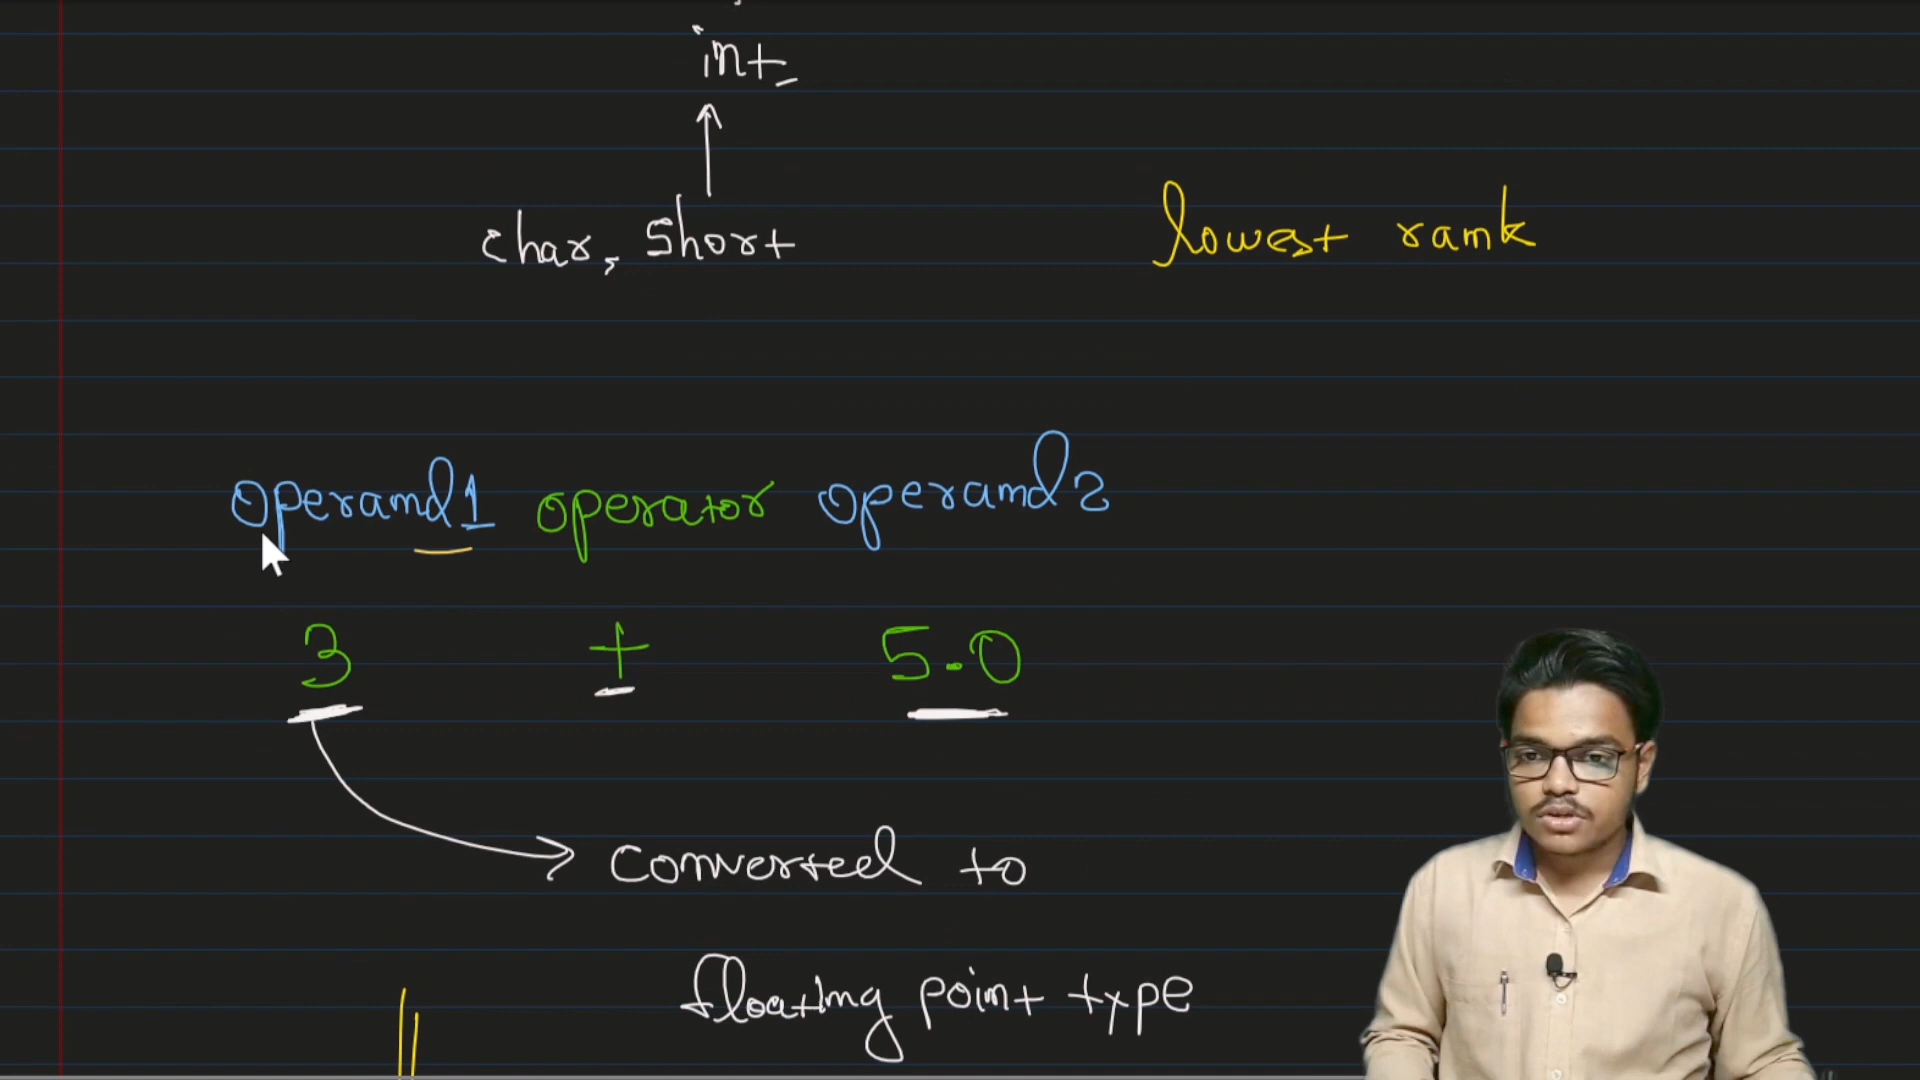 int
char, short lowest rank
operand1 operator operand2
3 + 5.0
converted to
floating point type